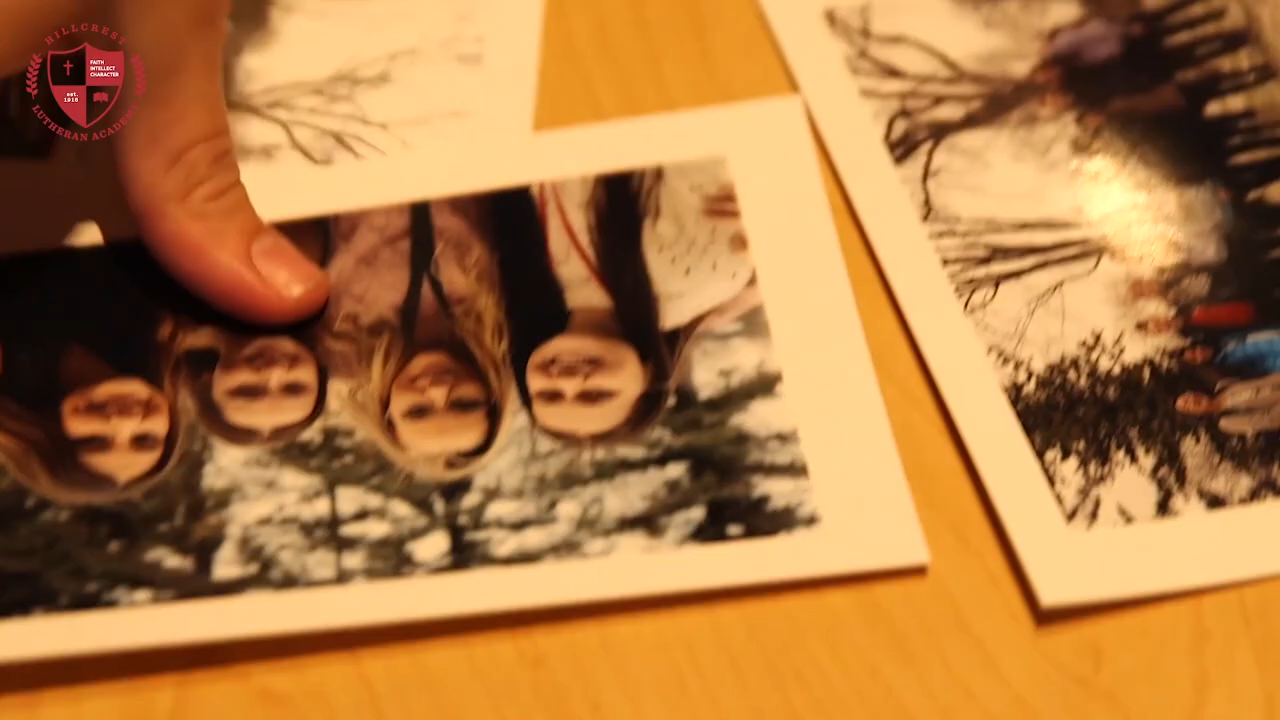 HILLCREST
FAITH
INTELLECT
CHARACTER
est.
1916
LUTHERAN ACADEMY